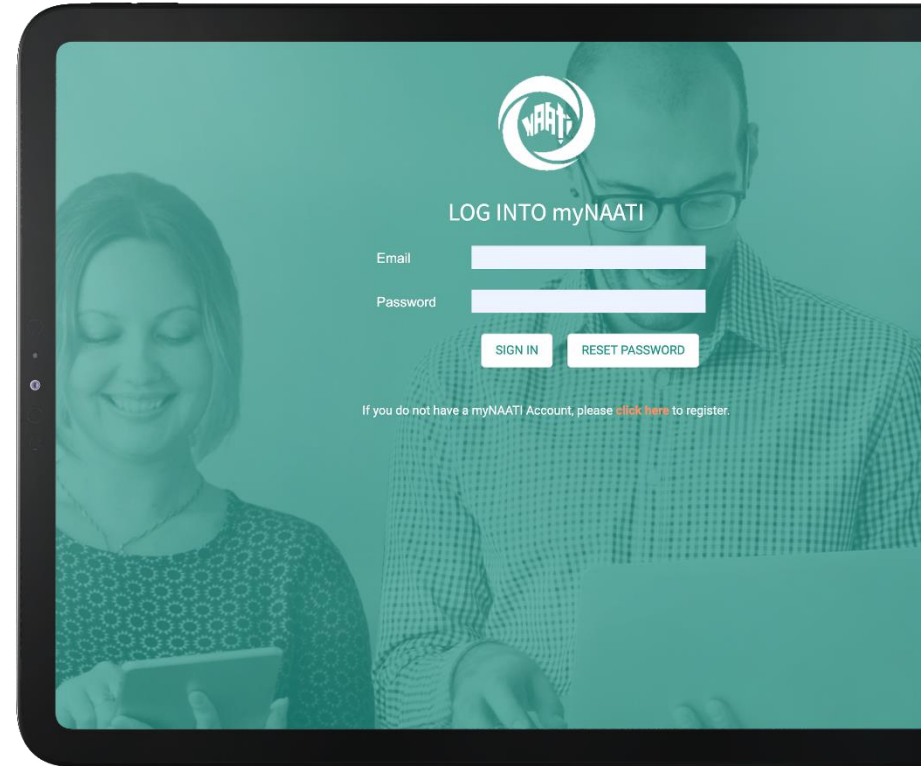 NAATI
LOG INTO myNAATI
Email
Password
SIGN IN RESET PASSWORD
If you do not have a myNAATI Account, please click here to register.